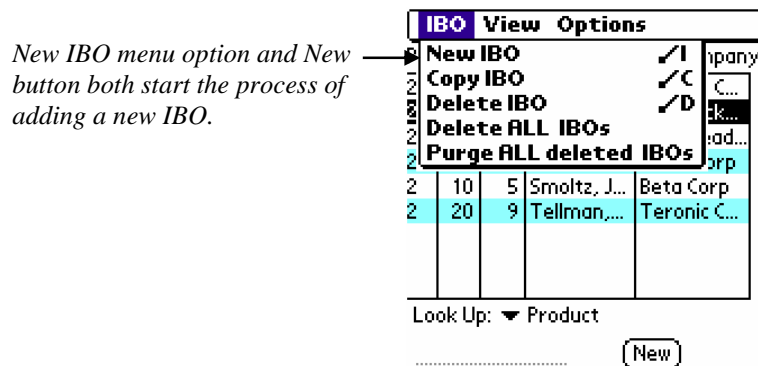 New IBO menu option and New
button both start the process of
adding a new IBO.
IBO View Options
New IBO /I
Copy IBO /C
Delete IBO /D
Delete ALL IBOs
Purge ALL deleted IBOs
2 10 5 Smoltz, J... Beta Corp
2 20 9 Tellman,... Teronic C...
Look Up: Product
New